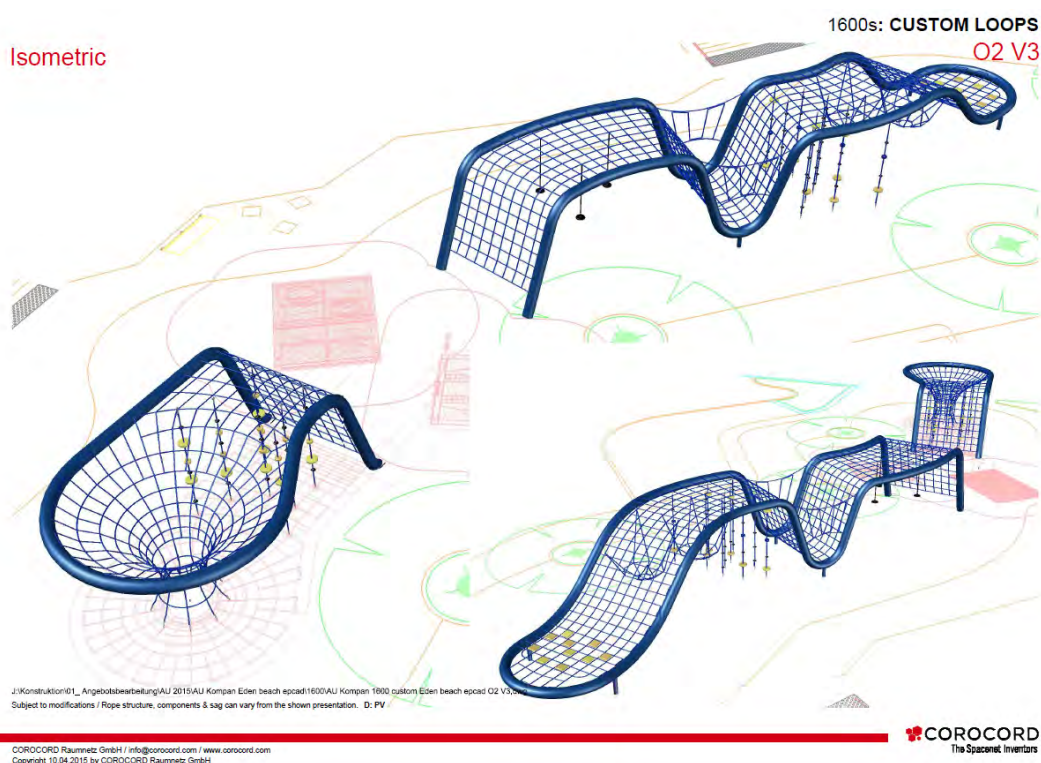 1600s: CUSTOM LOOPS
Isometric
O2 V3
J:\Konstruktion\01_ Angebotsbearbeitung\AU 2015\AU Kompan Eden beach epcad\1600\AU Kompan 1600 custom Eden beach epcad O2 V3.dwg
Subject to modifications / Rope structure, components & sag can vary from the shown presentation. D: PV
COROCORD
The Spacenet Inventors
COROCORD Raumnetz GmbH / info@corocord.com / www.corocord.com
Copyright 10.04.2015 by COROCORD Raumnetz GmbH